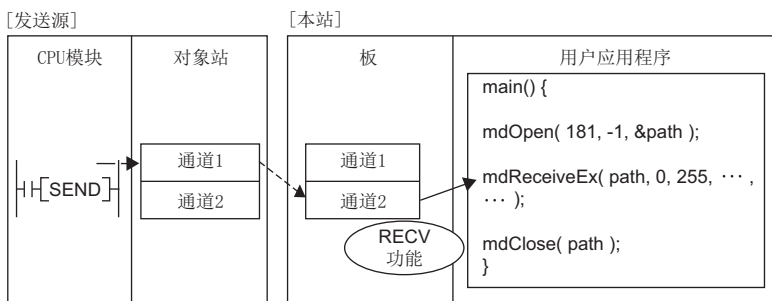 [发送源]
[本站]
CPU模块
对象站
板
用户应用程序
SEND
通道1
通道2
通道1
通道2
RECV
功能
main() {
mdOpen( 181, -1, &path );
mdReceiveEx( path, 0, 255, ··· ,
··· );
mdClose( path );
}